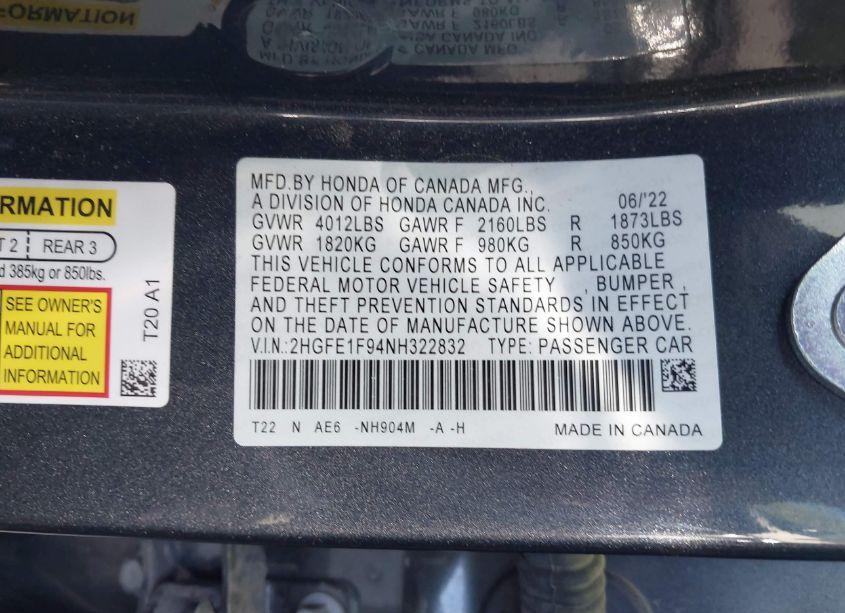 FORMATION
RMATION
T 2 | REAR 3
d 385kg or 850lbs.
SEE OWNER'S
MANUAL FOR
ADDITIONAL
INFORMATION
T20 A1
MFD.BY HONDA OF CANADA MFG.,
A DIVISION OF HONDA CANADA INC. 06/'22
GVWR 4012LBS GAWR F 2160LBS R 1873LBS
GVWR 1820KG GAWR F 980KG R 850KG
THIS VEHICLE CONFORMS TO ALL APPLICABLE
FEDERAL MOTOR VEHICLE SAFETY , BUMPER ,
AND THEFT PREVENTION STANDARDS IN EFFECT
ON THE DATE OF MANUFACTURE SHOWN ABOVE.
V.I.N.:2HGFE1F94NH322832 TYPE: PASSENGER CAR
T22 N AE6 -NH904M -A -H MADE IN CANADA